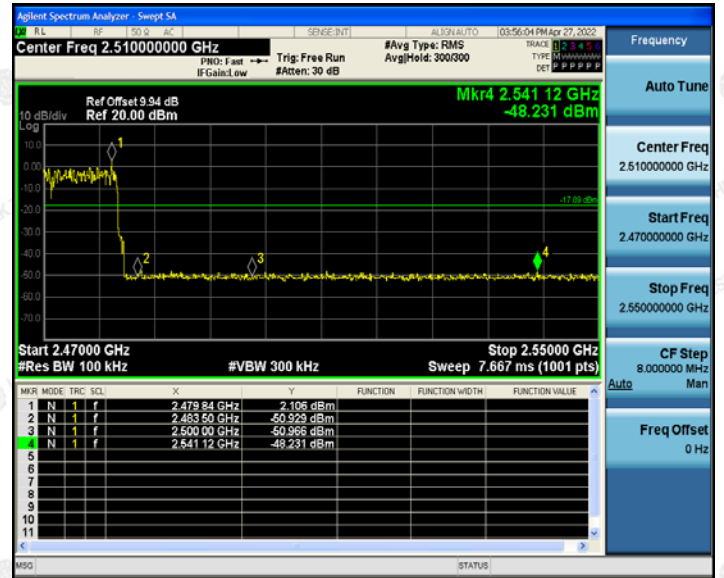 Agilent Spectrum Analyzer - Swept SA
RL RF 50 Ω AC SENSE:INT ALIGNAUTO 03:56:04 PM Apr 27, 2022
Center Freq 2.510000000 GHz #Avg Type: RMS TRACE 1 2 3 4 5 6
PNO: Fast Trig: Free Run Avg|Hold: 300/300 TYPE M
IFGain:Low #Atten: 30 dB DET P P P P P P
Frequency
Auto Tune
Center Freq
2.510000000 GHz
Start Freq
2.470000000 GHz
Stop Freq
2.550000000 GHz
CF Step
8.000000 MHz
Auto Man
Freq Offset
0 Hz
Mkr4 2.541 12 GHz
-48.231 dBm
Ref Offset 9.94 dB
10 dB/div Ref 20.00 dBm
Log
10.0
0.00
-10.0
-20.0
-30.0
-40.0
-50.0
-60.0
-70.0
1
2
3
4
-17.89 dBm
Start 2.47000 GHz Stop 2.55000 GHz
#Res BW 100 kHz #VBW 300 kHz Sweep 7.667 ms (1001 pts)
MKR MODE TRC SCL X Y FUNCTION FUNCTION WIDTH FUNCTION VALUE
1 N 1 f 2.479 84 GHz 2.106 dBm
2 N 1 f 2.483 50 GHz -50.929 dBm
3 N 1 f 2.500 00 GHz -50.966 dBm
4 N 1 f 2.541 12 GHz -48.231 dBm
5
6
7
8
9
10
11
MSG STATUS